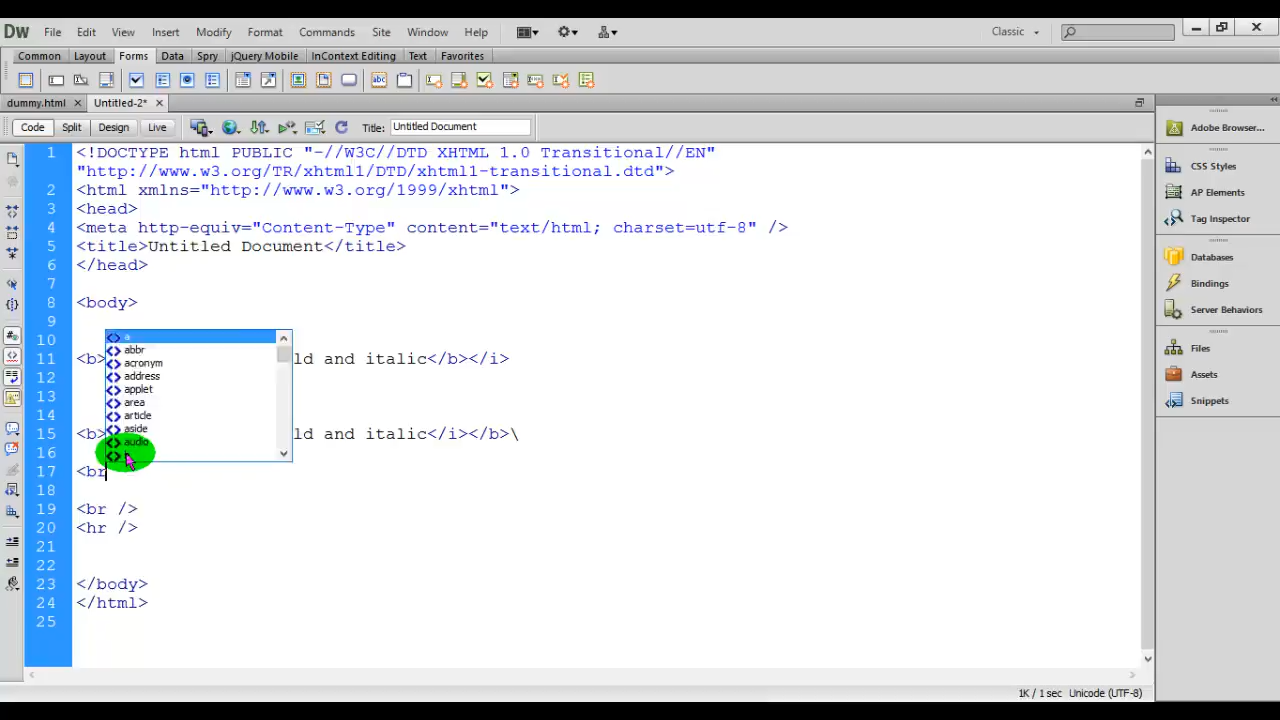 Dw File Edit View Insert Modify Format Commands Site Window Help Classic
Common Layout Forms Data Spry jQuery Mobile InContext Editing Text Favorites
dummy.html Untitled-2*
Code Split Design Live Title: Untitled Document
1 <!DOCTYPE html PUBLIC "-//W3C//DTD XHTML 1.0 Transitional//EN"
"http://www.w3.org/TR/xhtml1/DTD/xhtml1-transitional.dtd">
2 <html xmlns="http://www.w3.org/1999/xhtml">
3 <head>
4 <meta http-equiv="Content-Type" content="text/html; charset=utf-8" />
5 <title>Untitled Document</title>
6 </head>
7
8 <body>
9
10
11 <b> ld and italic</b></i>
12
13
14
15 <b> ld and italic</i></b>\
16
17 <br
18
19 <br />
20 <hr />
21
22
23 </body>
24 </html>
25
a
abbr
acronym
address
applet
area
article
aside
audio
Adobe Browser...
CSS Styles
AP Elements
Tag Inspector
Databases
Bindings
Server Behaviors
Files
Assets
Snippets
1K / 1 sec Unicode (UTF-8)